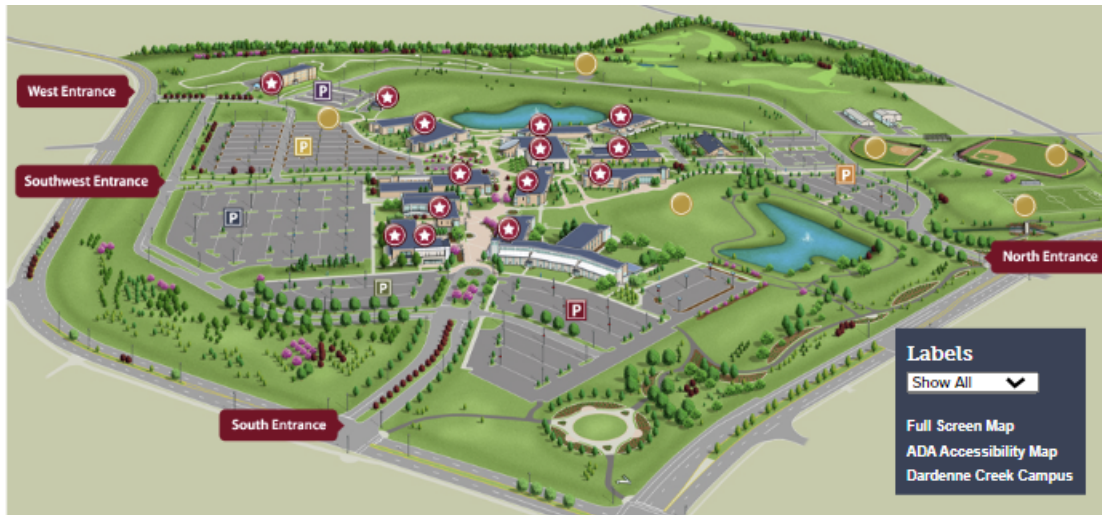 West Entrance
P
P
Southwest Entrance
P
P
North Entrance
P
P
Labels
Show All
South Entrance
Full Screen Map
ADA Accessibility Map
Dardenne Creek Campus